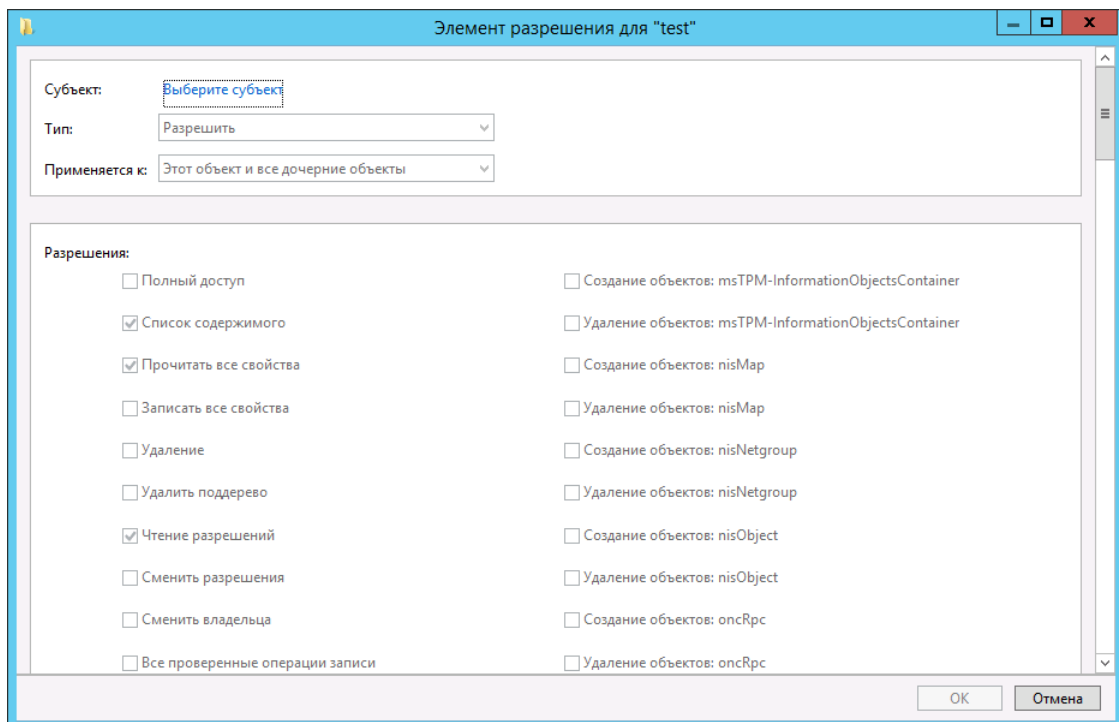 Элемент разрешения для "test"
Субъект: Выберите субъект
Тип: Разрешить
Применяется к: Этот объект и все дочерние объекты
Разрешения:
Полный доступ Создание объектов: msTPM-InformationObjectsContainer
Список содержимого Удаление объектов: msTPM-InformationObjectsContainer
Прочитать все свойства Создание объектов: nisMap
Записать все свойства Удаление объектов: nisMap
Удаление Создание объектов: nisNetgroup
Удалить поддерево Удаление объектов: nisNetgroup
Чтение разрешений Создание объектов: nisObject
Сменить разрешения Удаление объектов: nisObject
Сменить владельца Создание объектов: oncRpc
Все проверенные операции записи Удаление объектов: oncRpc
ОК Отмена